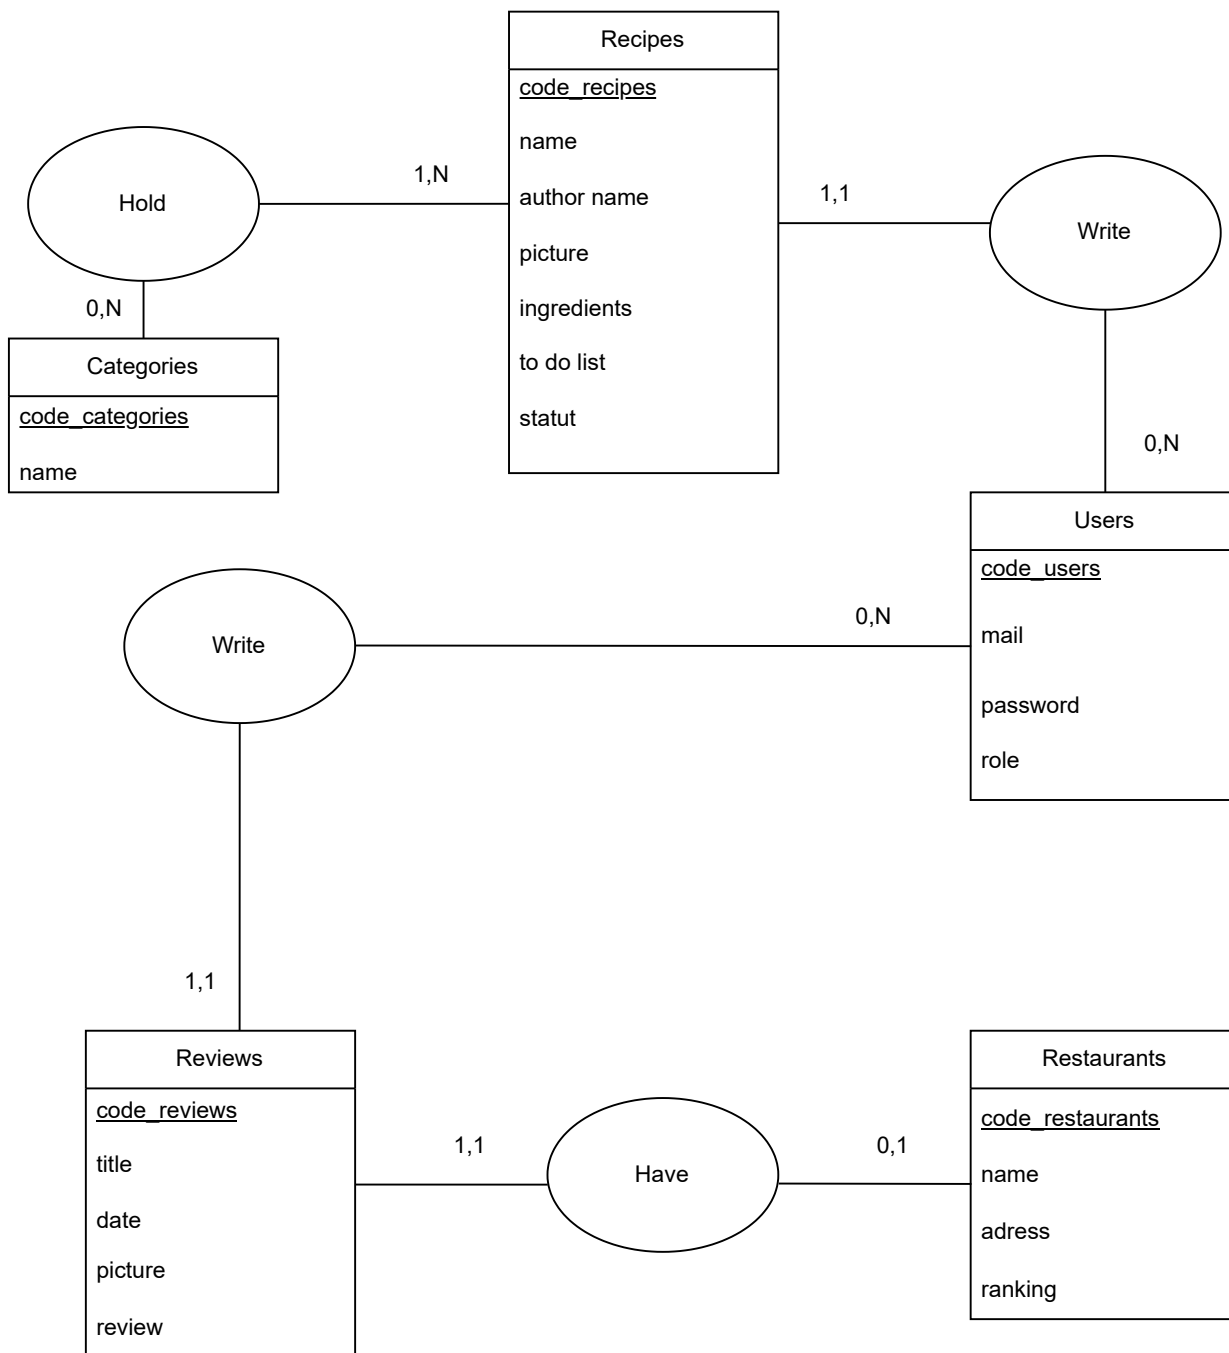 Recipes
code_recipes
name
author name
picture
ingredients
to do list
statut
Hold
1,N
1,1
Write
0,N
Categories
code_categories
name
0,N
Users
code_users
mail
password
role
Write
0,N
1,1
Reviews
code_reviews
title
date
picture
review
1,1
Have
0,1
Restaurants
code_restaurants
name
adress
ranking